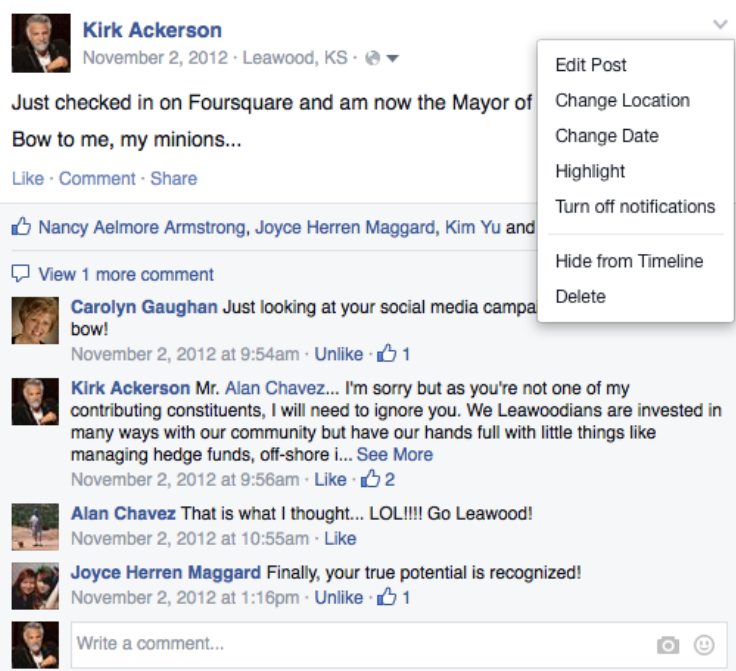 Kirk Ackerson
November 2, 2012 · Leawood, KS ·
Just checked in on Foursquare and am now the Mayor of
Bow to me, my minions...
Like · Comment · Share
Edit Post
Change Location
Change Date
Highlight
Turn off notifications
Hide from Timeline
Delete
Nancy Aelmore Armstrong, Joyce Herren Maggard, Kim Yu and
View 1 more comment
Carolyn Gaughan Just looking at your social media campa
bow!
November 2, 2012 at 9:54am · Unlike · 1
Kirk Ackerson Mr. Alan Chavez... I'm sorry but as you're not one of my
contributing constituents, I will need to ignore you. We Leawoodians are invested in
many ways with our community but have our hands full with little things like
managing hedge funds, off-shore i... See More
November 2, 2012 at 9:56am · Like · 2
Alan Chavez That is what I thought... LOL!!!! Go Leawood!
November 2, 2012 at 10:55am · Like
Joyce Herren Maggard Finally, your true potential is recognized!
November 2, 2012 at 1:16pm · Unlike · 1
Write a comment...